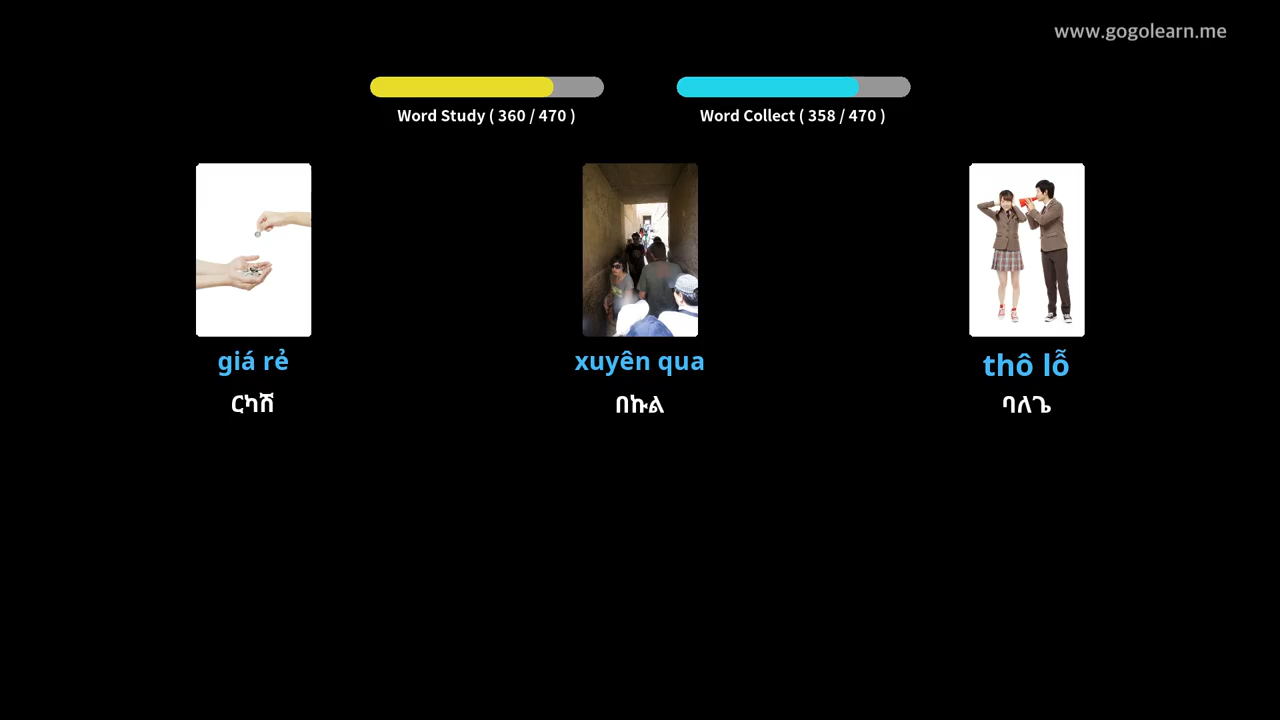 www.gogolearn.me
Word Study ( 360 / 470 )
Word Collect ( 358 / 470 )
giá rẻ
xuyên qua
thô lỗ
ርካሽ
በኩል
ባለጌ